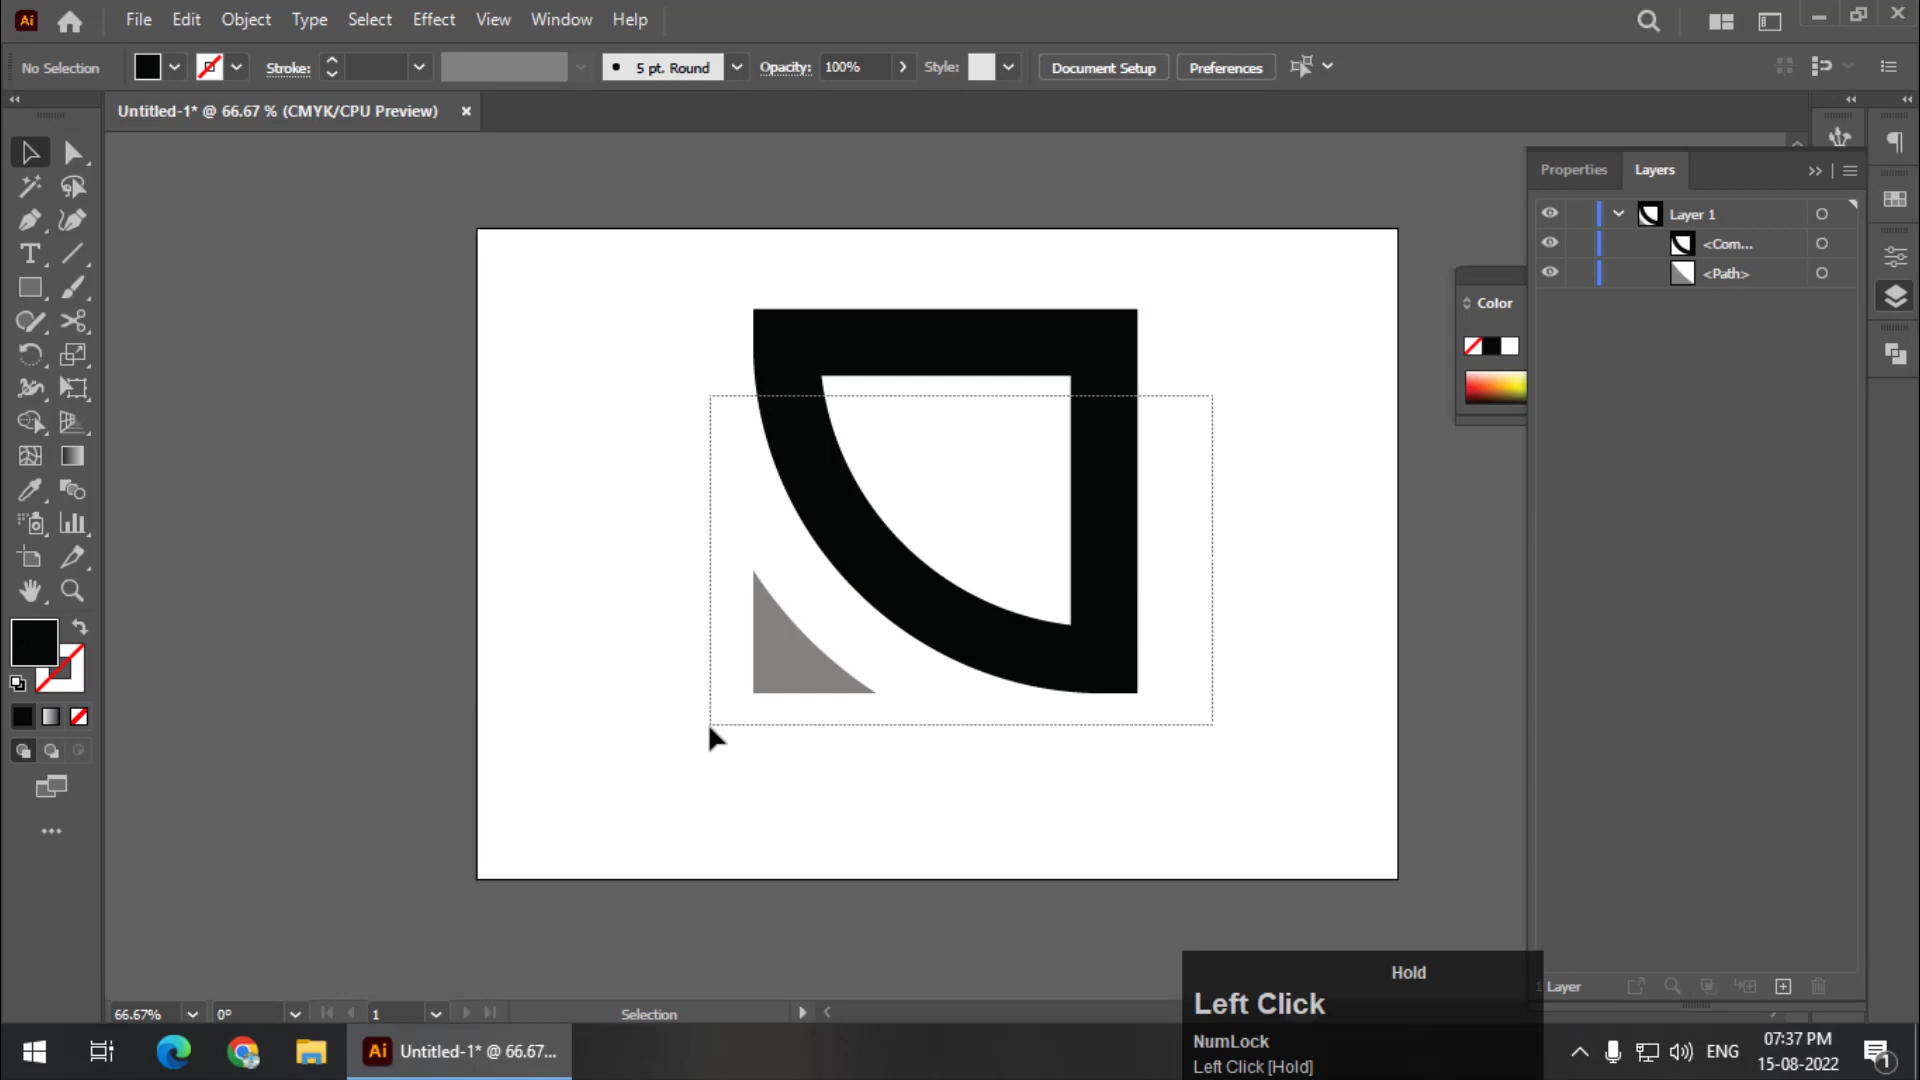 Ai File Edit Object Type Select Effect View Window Help
No Selection Stroke: 5 pt. Round Opacity: 100% Style: Document Setup Preferences
Untitled-1* @ 66.67 % (CMYK/CPU Preview)
Properties Layers
Layer 1
<Com...
<Path>
Color
Hold
Left Click
NumLock
Left Click [Hold]
1 Layer
66.67% 0° 1 Selection
Ai Untitled-1* @ 66.67...
ENG
07:37 PM
15-08-2022
1